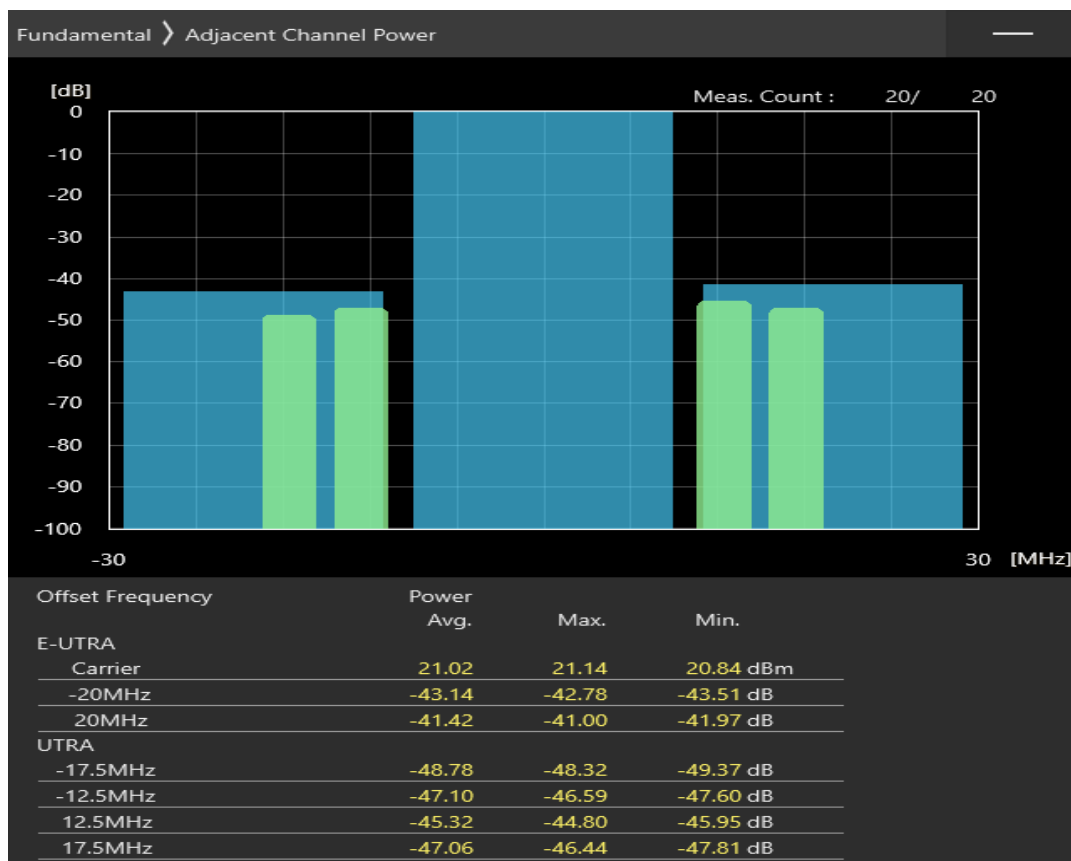 Fundamental ❯ Adjacent Channel Power
[dB]
Meas. Count : 20/ 20
0
-10
-20
-30
-40
-50
-60
-70
-80
-90
-100
-30 30 [MHz]
Offset Frequency Power
Avg. Max. Min.
E-UTRA
Carrier 21.02 21.14 20.84 dBm
-20MHz -43.14 -42.78 -43.51 dB
20MHz -41.42 -41.00 -41.97 dB
UTRA
-17.5MHz -48.78 -48.32 -49.37 dB
-12.5MHz -47.10 -46.59 -47.60 dB
12.5MHz -45.32 -44.80 -45.95 dB
17.5MHz -47.06 -46.44 -47.81 dB